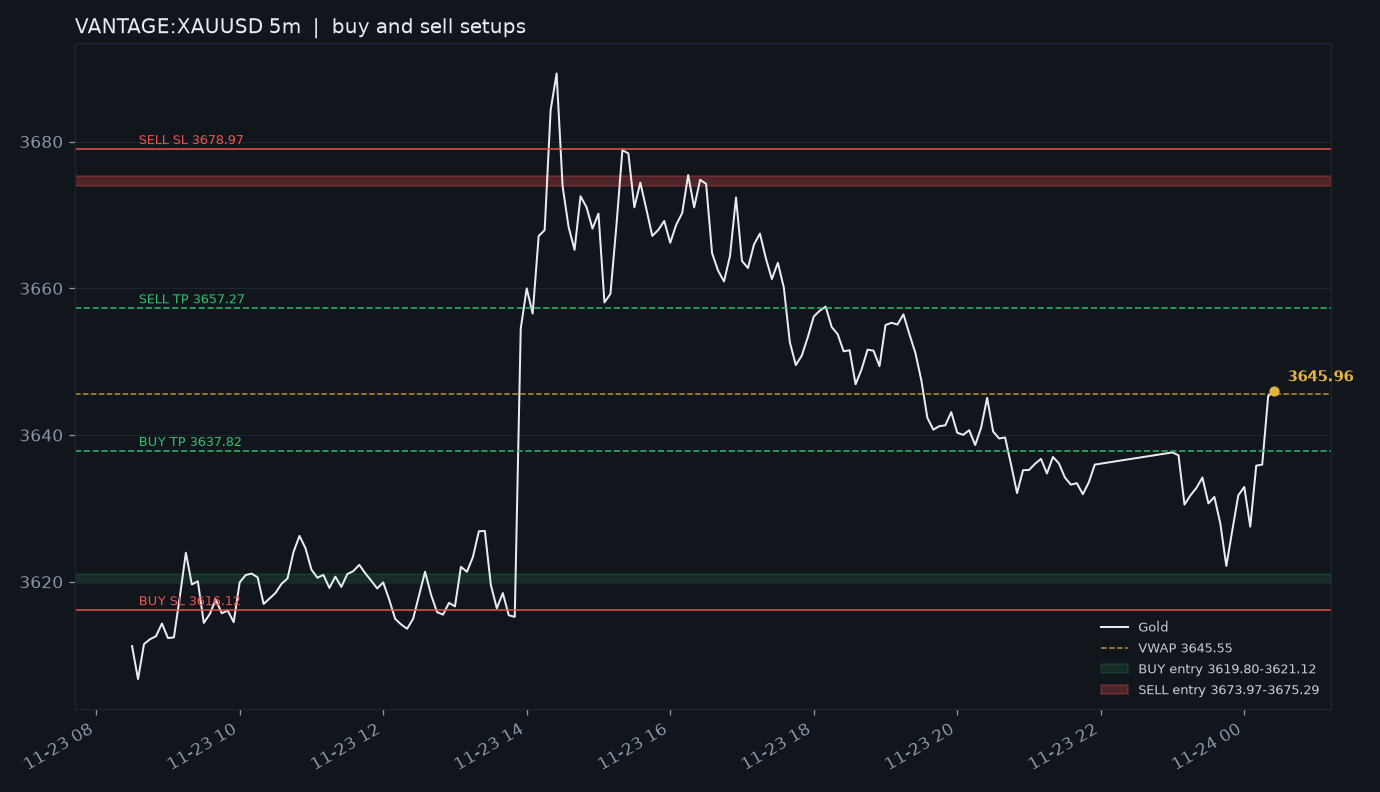 VANTAGE:XAUUSD 5m | buy and sell setups
3680
SELL SL 3678.97
3660
SELL TP 3657.27
3645.96
3640
BUY TP 3637.82
3620
BUY SL 3616.12
Gold
VWAP 3645.55
BUY entry 3619.80-3621.12
SELL entry 3673.97-3675.29
11-23 08
11-23 10
11-23 12
11-23 14
11-23 16
11-23 18
11-23 20
11-23 22
11-24 00